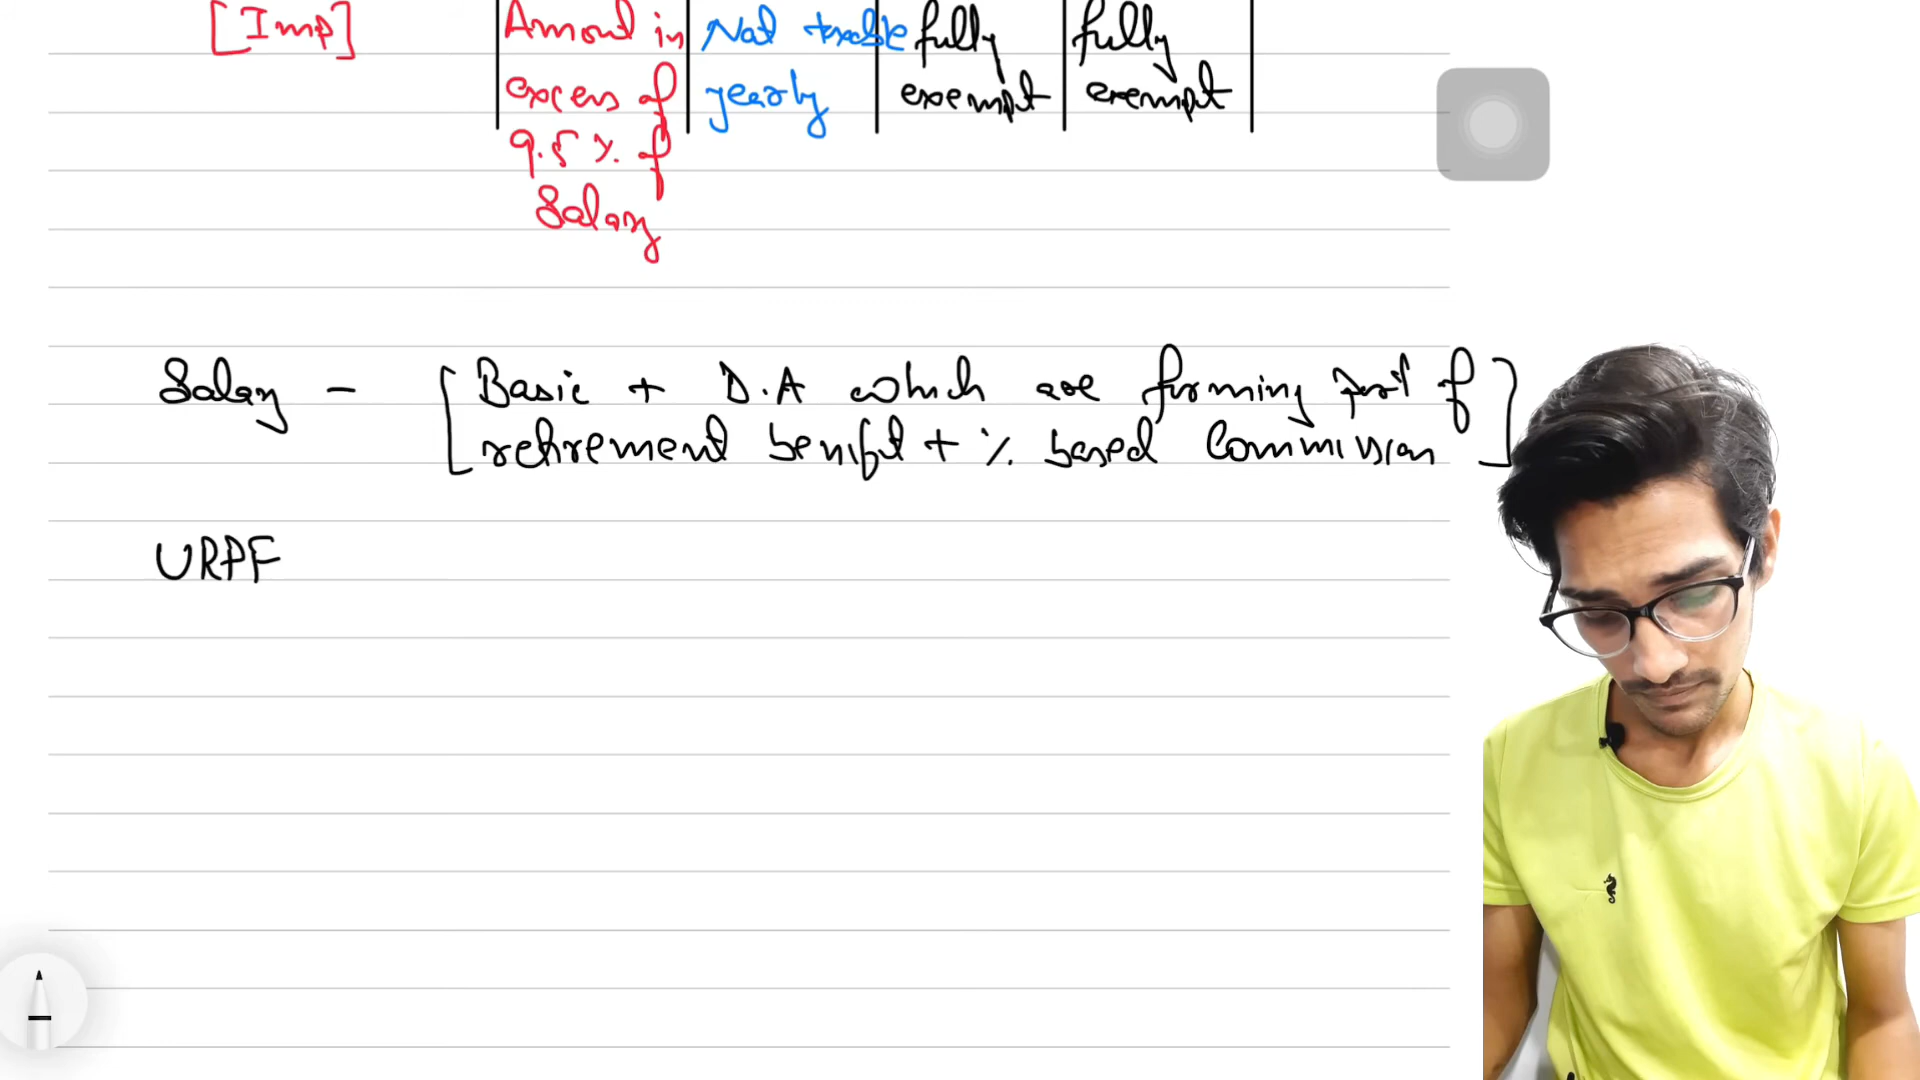 [Imp]
Amount in
excess of
9.5 % of
Salary
Not taxable
yearly
fully
exempt
fully
exempt
Salary - [Basic + D.A which are forming part of
retirement benifit + % based Commission]
URPF